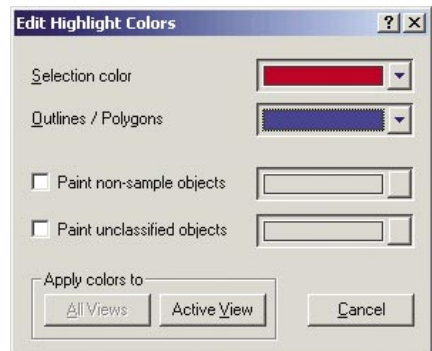 Edit Highlight Colors
Selection color
Outlines / Polygons
Paint non-sample objects
Paint unclassified objects
Apply colors to
All Views
Active View
Cancel